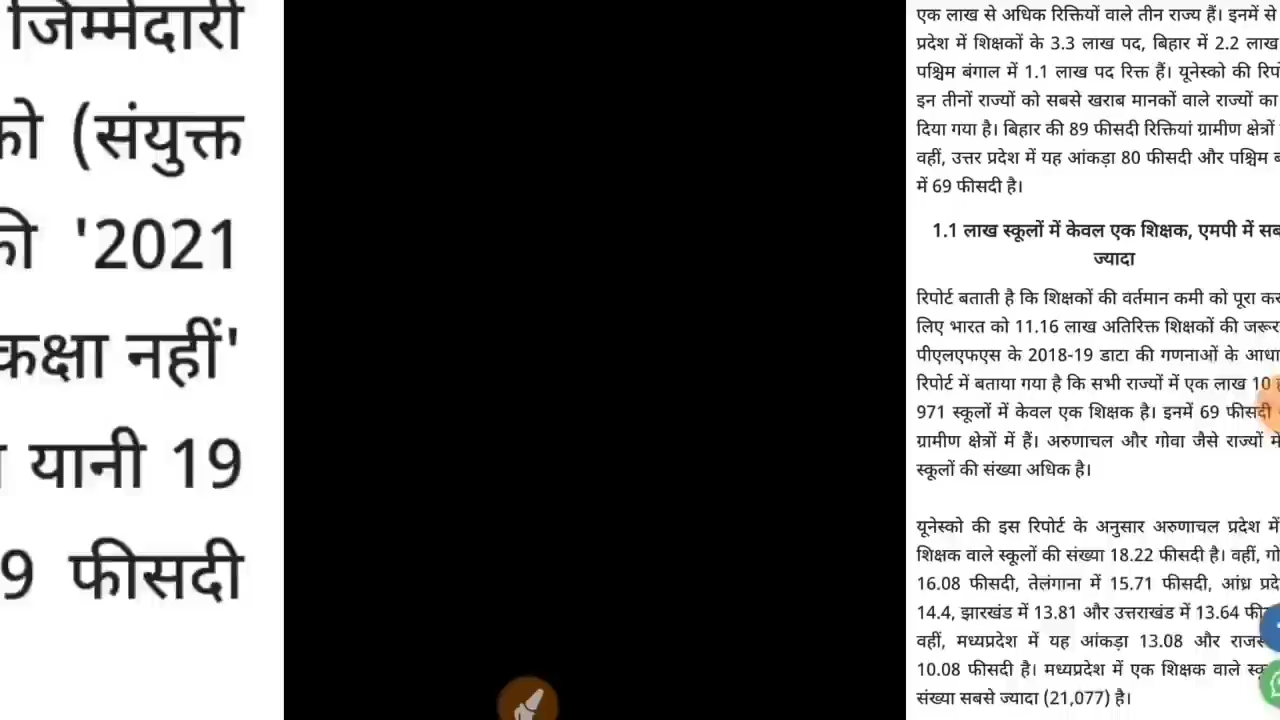 जिम्मेदारी
को (संयुक्त
की '2021
कक्षा नहीं'
यानी 19
9 फीसदी
एक लाख से अधिक रिक्तियों वाले तीन राज्य हैं। इनमें से
प्रदेश में शिक्षकों के 3.3 लाख पद, बिहार में 2.2 लाख
पश्चिम बंगाल में 1.1 लाख पद रिक्त हैं। यूनेस्को की
इन तीनों राज्यों को सबसे खराब मानकों वाले राज्यों का
दिया गया है। बिहार की 89 फीसदी रिक्तियां ग्रामीण क्षेत्रों
वहीं, उत्तर प्रदेश में यह आंकड़ा 80 फीसदी और पश्चिम
में 69 फीसदी है।
1.1 लाख स्कूलों में केवल एक शिक्षक, एमपी में
ज्यादा
रिपोर्ट बताती है कि शिक्षकों की वर्तमान कमी को पूरा
लिए भारत को 11.16 लाख अतिरिक्त शिक्षकों की
पीएलएफएस के 2018-19 डाटा की गणनाओं के
रिपोर्ट में बताया गया है कि सभी राज्यों में एक लाख 10
971 स्कूलों में केवल एक शिक्षक है। इनमें 69 फीसदी
ग्रामीण क्षेत्रों में हैं। अरुणाचल और गोवा जैसे राज्यों में
स्कूलों की संख्या अधिक है।
यूनेस्को की इस रिपोर्ट के अनुसार अरुणाचल प्रदेश में
शिक्षक वाले स्कूलों की संख्या 18.22 फीसदी है। वहीं,
16.08 फीसदी, तेलंगाना में 15.71 फीसदी, आंध्र
14.4, झारखंड में 13.81 और उत्तराखंड में 13.64
वहीं, मध्यप्रदेश में यह आंकड़ा 13.08 और
10.08 फीसदी है। मध्यप्रदेश में एक शिक्षक वाले
संख्या सबसे ज्यादा (21,077) है।